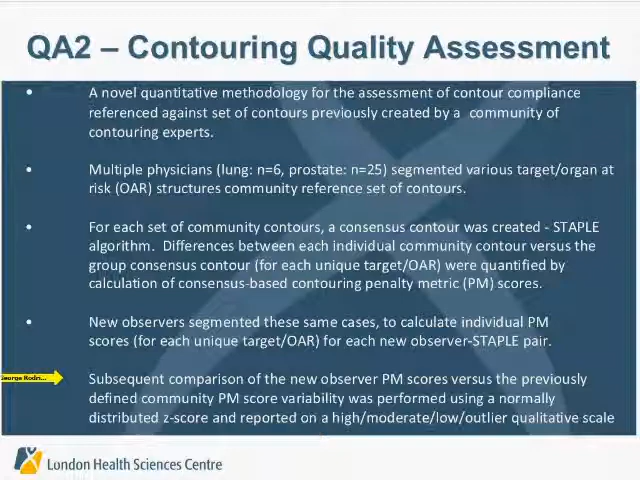 QA2 – Contouring Quality Assessment
• A novel quantitative methodology for the assessment of contour compliance
referenced against set of contours previously created by a community of
contouring experts.
• Multiple physicians (lung: n=6, prostate: n=25) segmented various target/organ at
risk (OAR) structures community reference set of contours.
• For each set of community contours, a consensus contour was created - STAPLE
algorithm. Differences between each individual community contour versus the
group consensus contour (for each unique target/OAR) were quantified by
calculation of consensus-based contouring penalty metric (PM) scores.
• New observers segmented these same cases, to calculate individual PM
scores (for each unique target/OAR) for each new observer-STAPLE pair.
George Rodri...
Subsequent comparison of the new observer PM scores versus the previously
defined community PM score variability was performed using a normally
distributed z-score and reported on a high/moderate/low/outlier qualitative scale
London Health Sciences Centre